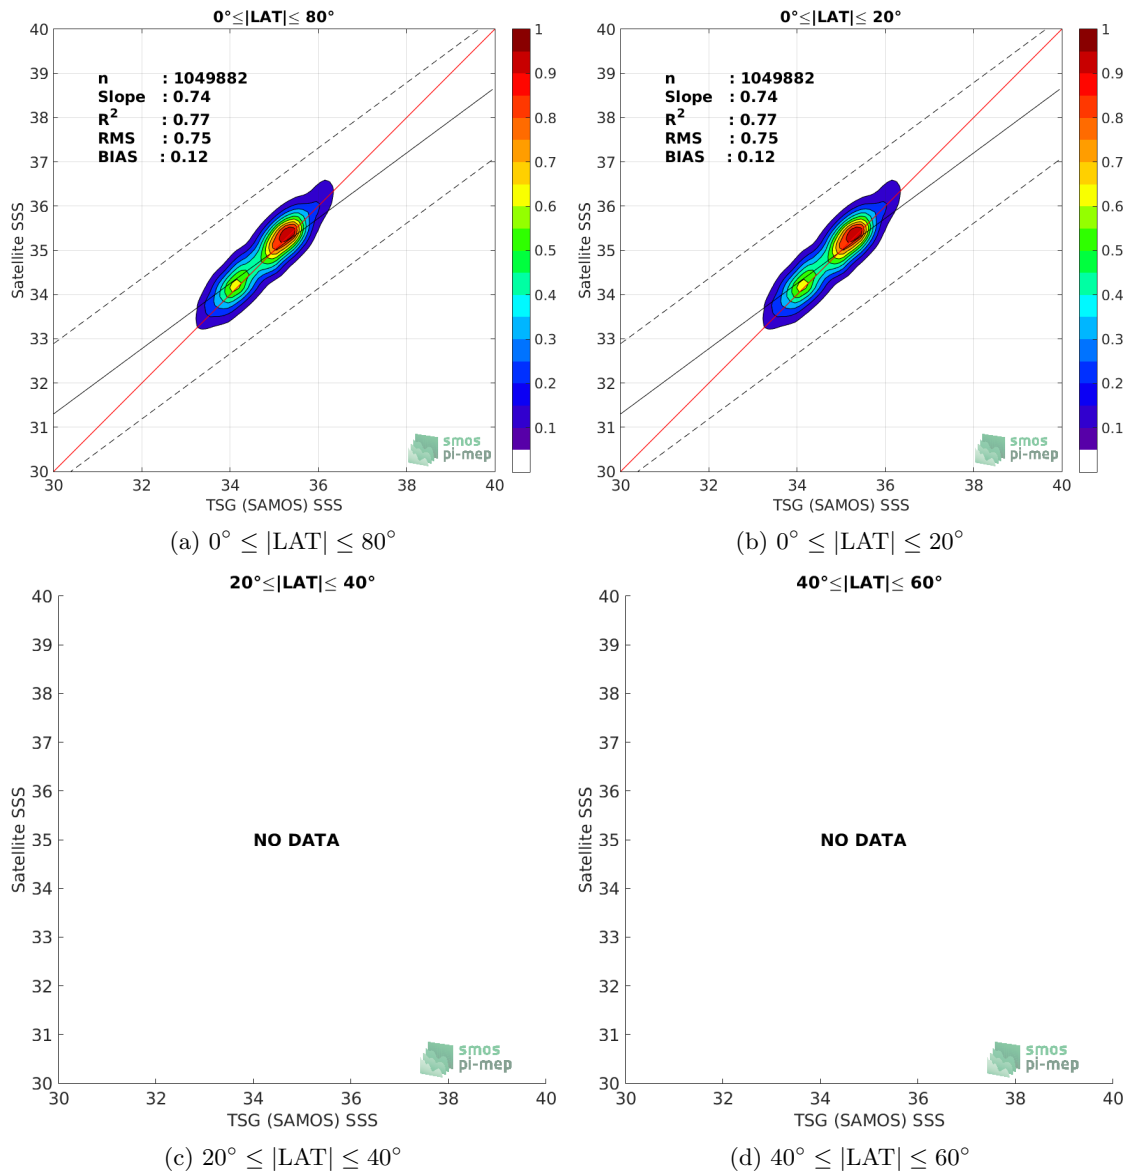 0°≤|LAT|≤ 80°
40
39
38
37
36
35
34
33
32
31
30
Satellite SSS
n : 1049882
Slope : 0.74
R2 : 0.77
RMS : 0.75
BIAS : 0.12
smos
pi-mep
30 32 34 36 38 40
TSG (SAMOS) SSS
1
0.9
0.8
0.7
0.6
0.5
0.4
0.3
0.2
0.1
(a) 0° ≤ |LAT| ≤ 80°
0°≤|LAT|≤ 20°
40
39
38
37
36
35
34
33
32
31
30
Satellite SSS
n : 1049882
Slope : 0.74
R2 : 0.77
RMS : 0.75
BIAS : 0.12
smos
pi-mep
30 32 34 36 38 40
TSG (SAMOS) SSS
1
0.9
0.8
0.7
0.6
0.5
0.4
0.3
0.2
0.1
(b) 0° ≤ |LAT| ≤ 20°
20°≤|LAT|≤ 40°
40
39
38
37
36
35
34
33
32
31
30
Satellite SSS
NO DATA
smos
pi-mep
30 32 34 36 38 40
TSG (SAMOS) SSS
(c) 20° ≤ |LAT| ≤ 40°
40°≤|LAT|≤ 60°
40
39
38
37
36
35
34
33
32
31
30
Satellite SSS
NO DATA
smos
pi-mep
30 32 34 36 38 40
TSG (SAMOS) SSS
(d) 40° ≤ |LAT| ≤ 60°